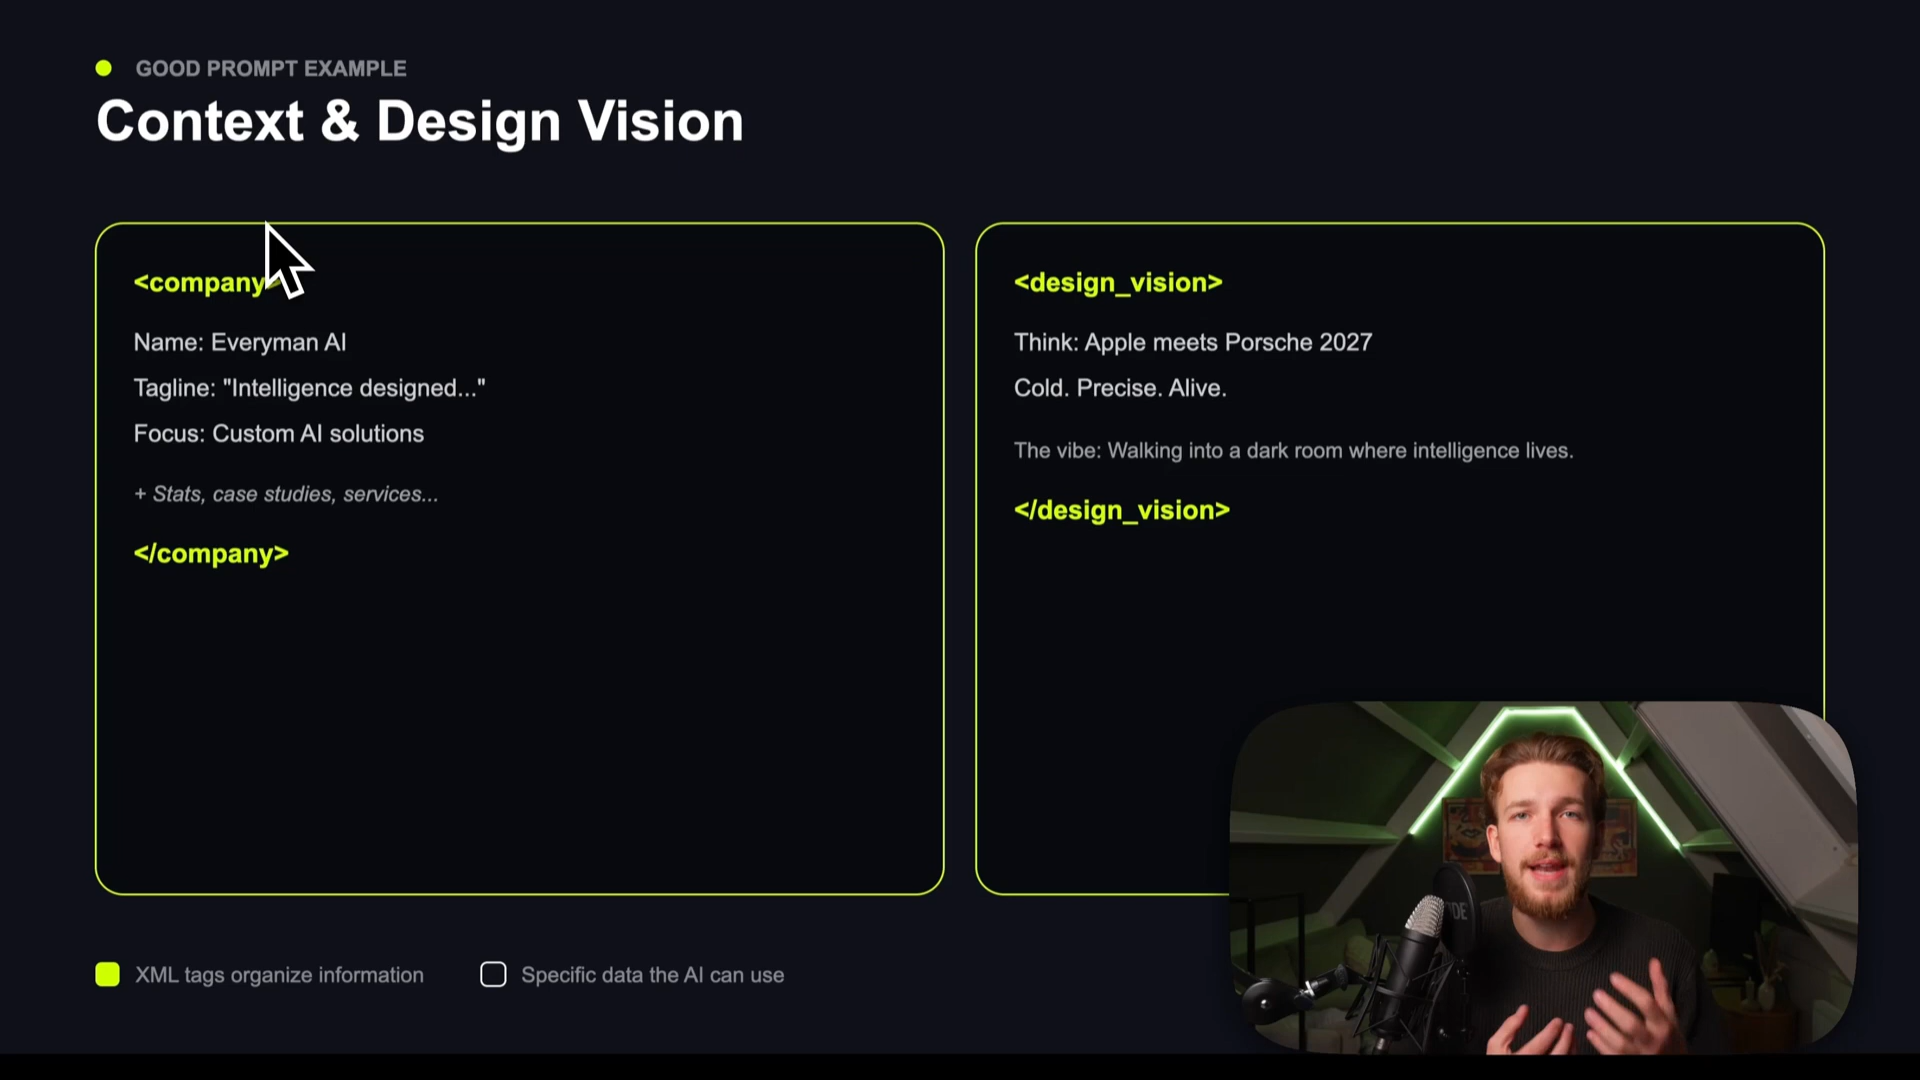 GOOD PROMPT EXAMPLE
Context & Design Vision
<company>
Name: Everyman AI
Tagline: "Intelligence designed..."
Focus: Custom AI solutions
+ Stats, case studies, services...
</company>
<design_vision>
Think: Apple meets Porsche 2027
Cold. Precise. Alive.
The vibe: Walking into a dark room where intelligence lives.
</design_vision>
XML tags organize information
Specific data the AI can use